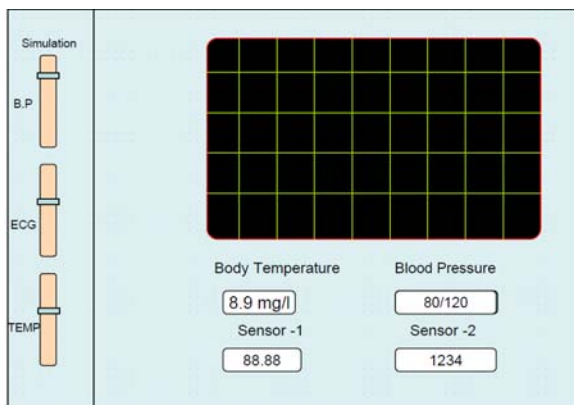 Simulation
B.P
ECG
TEMP
Body Temperature
Blood Pressure
8.9 mg/l
80/120
Sensor -1
Sensor -2
88.88
1234